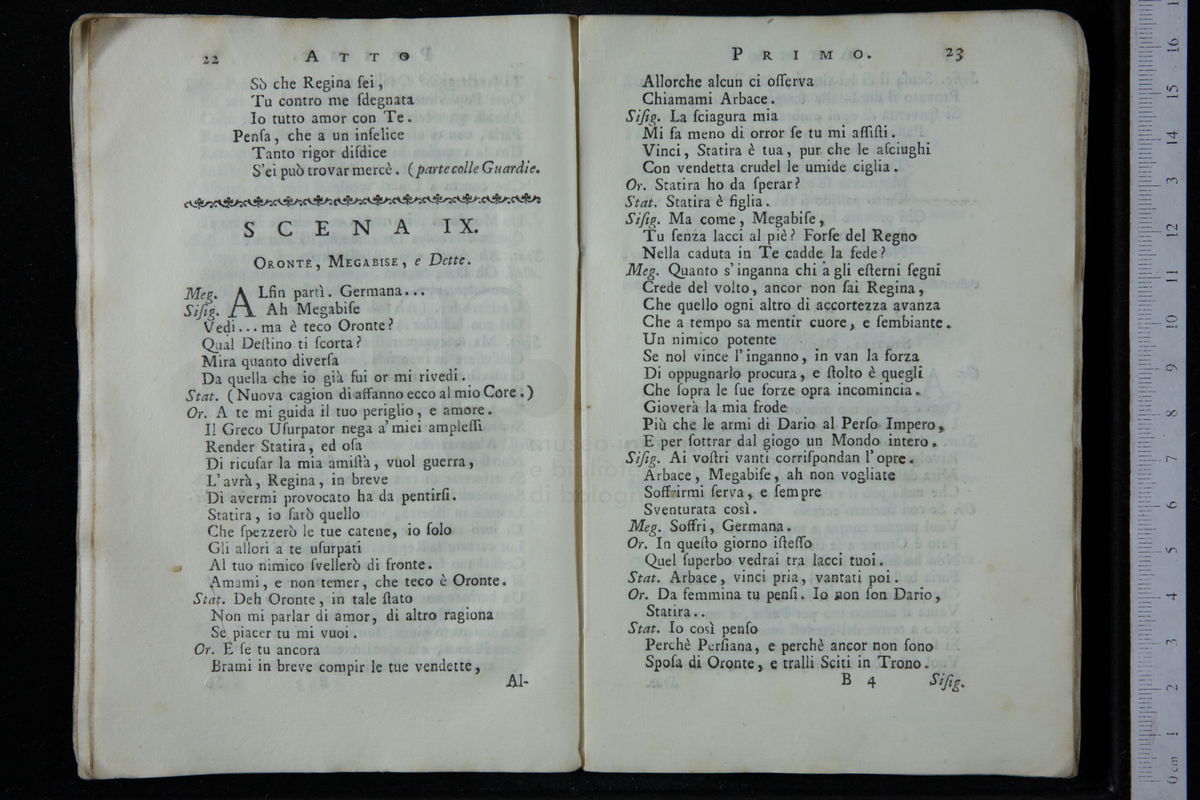 22 ATTO
Sò che Regina ſei,
Tu contro me ſdegnata
Io tutto amor con Te.
Penſa, che a un infelice
Tanto rigor diſdice
S'ei può trovar mercè. (parte colle Guardie.
SCENA IX.
ORONTE, MEGABISE, e Dette.
Meg. ALfin partì. Germana...
Siſig. Ah Megabiſe
Vedi...ma è teco Oronte?
Qual Deſtino ti ſcorta?
Mira quanto diverſa
Da quella che io già fui or mi rivedi.
Stat. (Nuova cagion di affanno ecco al mio Core.)
Or. A te mi guida il tuo periglio, e amore.
Il Greco Uſurpator nega a' miei ampleſſi
Render Statira, ed oſa
Di ricuſar la mia amiſtà, vuol guerra,
L'avrà, Regina, in breve
Di avermi provocato ha da pentirſi.
Statira, io ſarò quello
Che ſpezzerò le tue catene, io ſolo
Gli allori a te uſurpati
Al tuo nimico ſvellerò di fronte.
Amami, e non temer, che teco è Oronte.
Stat. Deh Oronte, in tale ſtato
Non mi parlar di amor, di altro ragiona
Se piacer tu mi vuoi.
Or. E ſe tu ancora
Brami in breve compir le tue vendette,
Al-
PRIMO. 23
Allorche alcun ci oſſerva
Chiamami Arbace.
Siſig. La ſciagura mia
Mi fa meno di orror ſe tu mi aſſiſti.
Vinci, Statira è tua, pur che le aſciughi
Con vendetta crudel le umide ciglia.
Or. Statira ho da ſperar?
Stat. Statira è figlia.
Siſig. Ma come, Megabiſe,
Tu ſenza lacci al piè? Forſe del Regno
Nella caduta in Te cadde la fede?
Meg. Quanto s'inganna chi a gli eſterni ſegni
Crede del volto, ancor non ſai Regina,
Che quello ogni altro di accortezza avanza
Che a tempo sa mentir cuore, e ſembiante.
Un nimico potente
Se nol vince l'inganno, in van la forza
Di oppugnarlo procura, e ſtolto è quegli
Che ſopra le ſue forze opra incomincia.
Gioverà la mia frode
Più che le armi di Dario al Perſo Impero,
E per ſottrar dal giogo un Mondo intero.
Siſig. Ai voſtri vanti corriſpondan l'opre.
Arbace, Megabiſe, ah non vogliate
Soffrirmi ſerva, e ſempre
Sventurata così.
Meg. Soffri, Germana.
Or. In queſto giorno iſteſſo
Quel ſuperbo vedrai tra lacci tuoi.
Stat. Arbace, vinci pria, vantati poi.
Or. Da femmina tu penſi. Io non ſon Dario,
Statira..
Stat. Io così penſo
Perchè Perſiana, e perchè ancor non ſono
Spoſa di Oronte, e tralli Sciti in Trono.
B 4 Siſig.